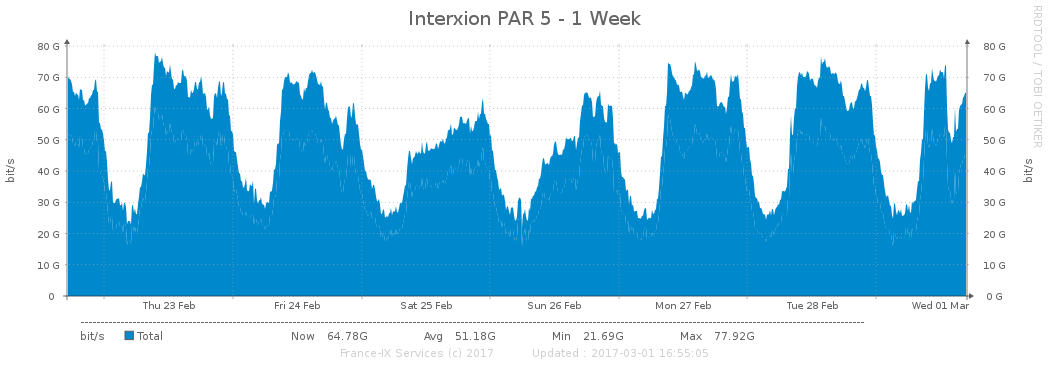 Interxion PAR 5 - 1 Week
RRDTOOL / TOBI OETIKER
bit/s
80 G
70 G
60 G
50 G
40 G
30 G
20 G
10 G
0
80 G
70 G
60 G
50 G
40 G
30 G
20 G
10 G
0 G
bit/s
Thu 23 Feb Fri 24 Feb Sat 25 Feb Sun 26 Feb Mon 27 Feb Tue 28 Feb Wed 01 Mar
bit/s Total Now 64.78G Avg 51.18G Min 21.69G Max 77.92G
France-IX Services (c) 2017 Updated : 2017-03-01 16:55:05